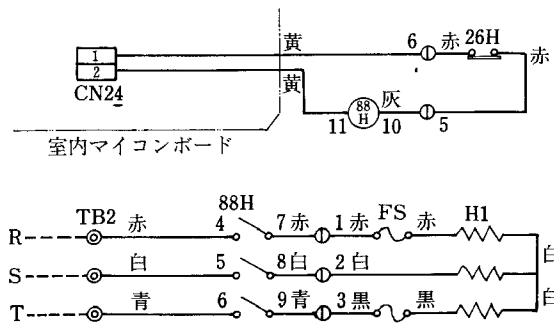 黄 6 赤 26H
1
2
赤
CN24
黄
灰
88
H
11 10 5
室内マイコンボード
88H
TB2 赤 4 7 赤 1 赤 FS 赤 H1
R
白 5 8 白 2 白 白
S
青 6 9 青 3 黒 黒 白
T